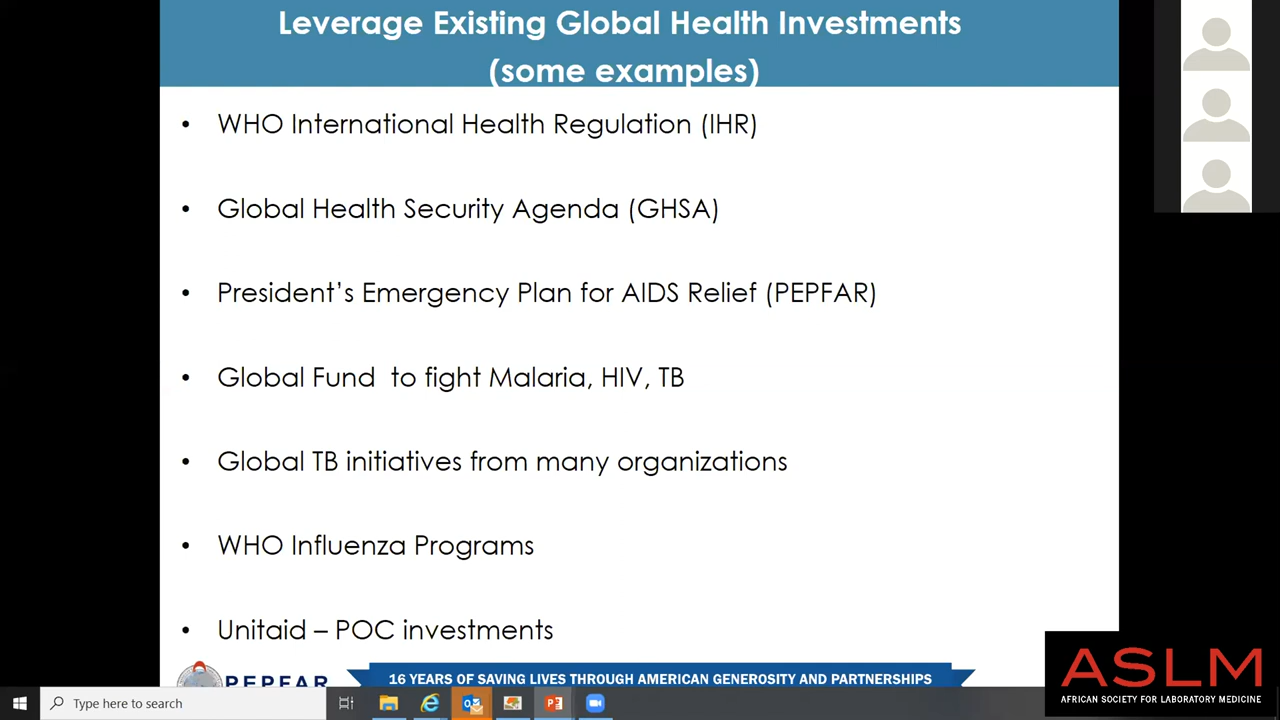 Leverage Existing Global Health Investments
(some examples)
• WHO International Health Regulation (IHR)
• Global Health Security Agenda (GHSA)
• President’s Emergency Plan for AIDS Relief (PEPFAR)
• Global Fund  to fight Malaria, HIV, TB
• Global TB initiatives from many organizations
• WHO Influenza Programs
• Unitaid – POC investments
PEPFAR
16 YEARS OF SAVING LIVES THROUGH AMERICAN GENEROSITY AND PARTNERSHIPS
ASLM
AFRICAN SOCIETY FOR LABORATORY MEDICINE
Type here to search